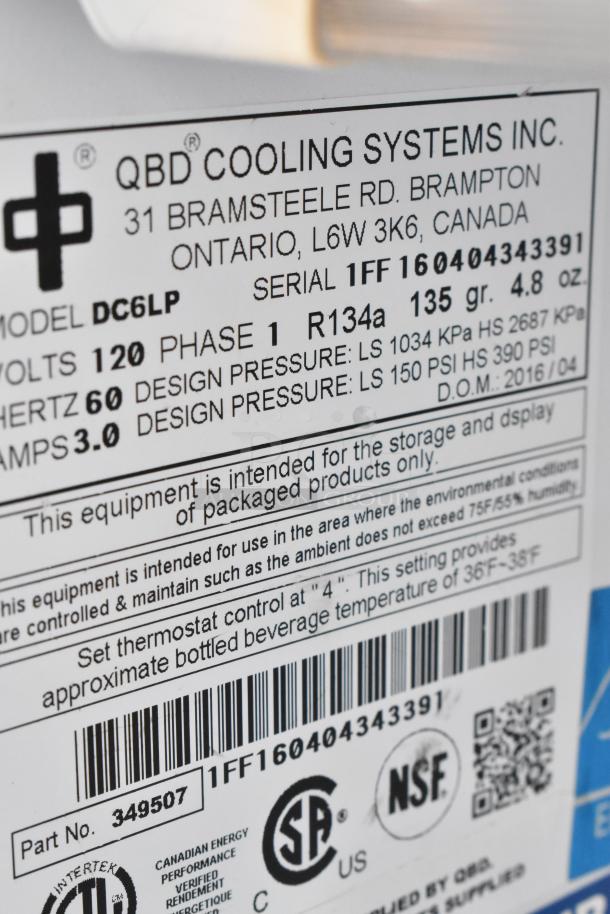 ® QBD® COOLING SYSTEMS INC.
31 BRAMSTEELE RD. BRAMPTON
ONTARIO, L6W 3K6, CANADA
MODEL DC6LP SERIAL 1FF160404343391
VOLTS 120 PHASE 1 R134a 135 gr. 4.8 oz.
HERTZ 60 DESIGN PRESSURE: LS 1034 KPa HS 2687 KPa
AMPS 3.0 DESIGN PRESSURE: LS 150 PSI HS 390 PSI
D.O.M.: 2016/04
This equipment is intended for the storage and dsplay
of packaged products only.
This equipment is intended for use in the area where the environmental conditions
are controlled & maintain such as the ambient does not exceed 75F/55% humidity
Set thermostat control at "4". This setting provides
approximate bottled beverage temperature of 36°F~38°F
1FF160404343391
Part No. 349507
INTERTEK
CANADIAN ENERGY
PERFORMANCE
VERIFIED
RENDEMENT
ENERGETIQUE
C SA ® US
NSF.
BY QBD.
SUPPLIED